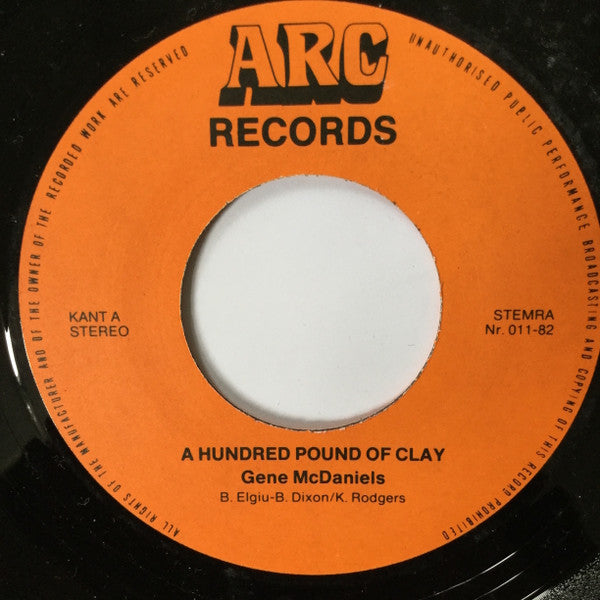 ARC
RECORDS
KANT A
STEREO
STEMRA
Nr. 011-82
A HUNDRED POUND OF CLAY
Gene McDaniels
B. Elgiu-B. Dixon/K. Rodgers
ALL RIGHTS OF THE MANUFACTURER AND OF THE OWNER OF THE RECORDED WORK ARE RESERVED
UNAUTHORISED PUBLIC PERFORMANCE BROADCASTING AND COPYING OF THIS RECORD PROHIBITED